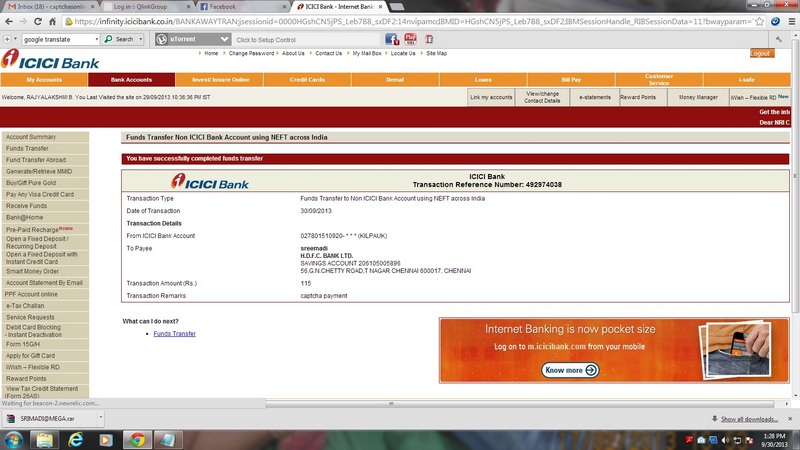 Inbox (18) - captchasonli
Log in :: QlinkGroup
Facebook
ICICI Bank - Internet Bank
https://infinity.icicibank.co.in/BANKAWAYTRAN;jsessionid=0000HGshCN5jPS_Leb7B8_sxDF2:14nvipamo
google translate
Search
uTorrent
Click to Setup Control
Home
Change Password
About Us
Contact Us
My Mail Box
Locate Us
Site Map
Logout
ICICI Bank
My Accounts
Bank Accounts
Invest/ Insure Online
Credit Cards
Demat
Loans
Bill Pay
Customer Service
i-safe
Welcome, RAJYALAKSHMI B. You Last Visited the site on 29/09/2013 10:36:36 PM IST
Link my accounts
View/change Contact Details
e-statements
Reward Points
Money Manager
iWish – Flexible RD New
Get the inf
Dear NRI C
Account Summary
Funds Transfer
Funds Transfer Abroad
Generate/Retrieve MMID
Buy/Gift Pure Gold
Pay Any Visa Credit Card
Receive Funds
Bank@Home
Pre-Paid Recharge Mobile
Open a Fixed Deposit /
Recurring Deposit
Open a Fixed Deposit with
Instant Credit Card
Smart Money Order
Account Statement By Email
PPF Account online
e-Tax Challan
Service Requests
Debit Card Blocking
- Instant Deactivation
Form 15G/H
Apply for Gift Card
iWish – Flexible RD
Reward Points
View Tax Credit Statement
(Form 26AS)
Funds Transfer Non ICICI Bank Account using NEFT across India
You have successfully completed funds transfer
ICICI Bank
ICICI Bank
Transaction Reference Number: 492974038
Transaction Type Funds Transfer to Non ICICI Bank Account using NEFT across India
Date of Transaction 30/09/2013
Transaction Details
From ICICI Bank Account 027801510920- * * * (KILPAUK)
To Payee sreemadi
H.D.F.C. BANK LTD.
SAVINGS ACCOUNT 206105005896
56,G.N.CHETTY ROAD,T NAGAR CHENNAI 600017, CHENNAI
Transaction Amount (Rs.) 115
Transaction Remarks captcha payment
What can I do next?
Funds Transfer
Internet Banking is now pocket size
Log on to m.icicibank.com from your mobile
Know more
Waiting for beacon-2.newrelic.com...
SRIMADI@MEGA.rar
Show all downloads...
1:28 PM
9/30/2013